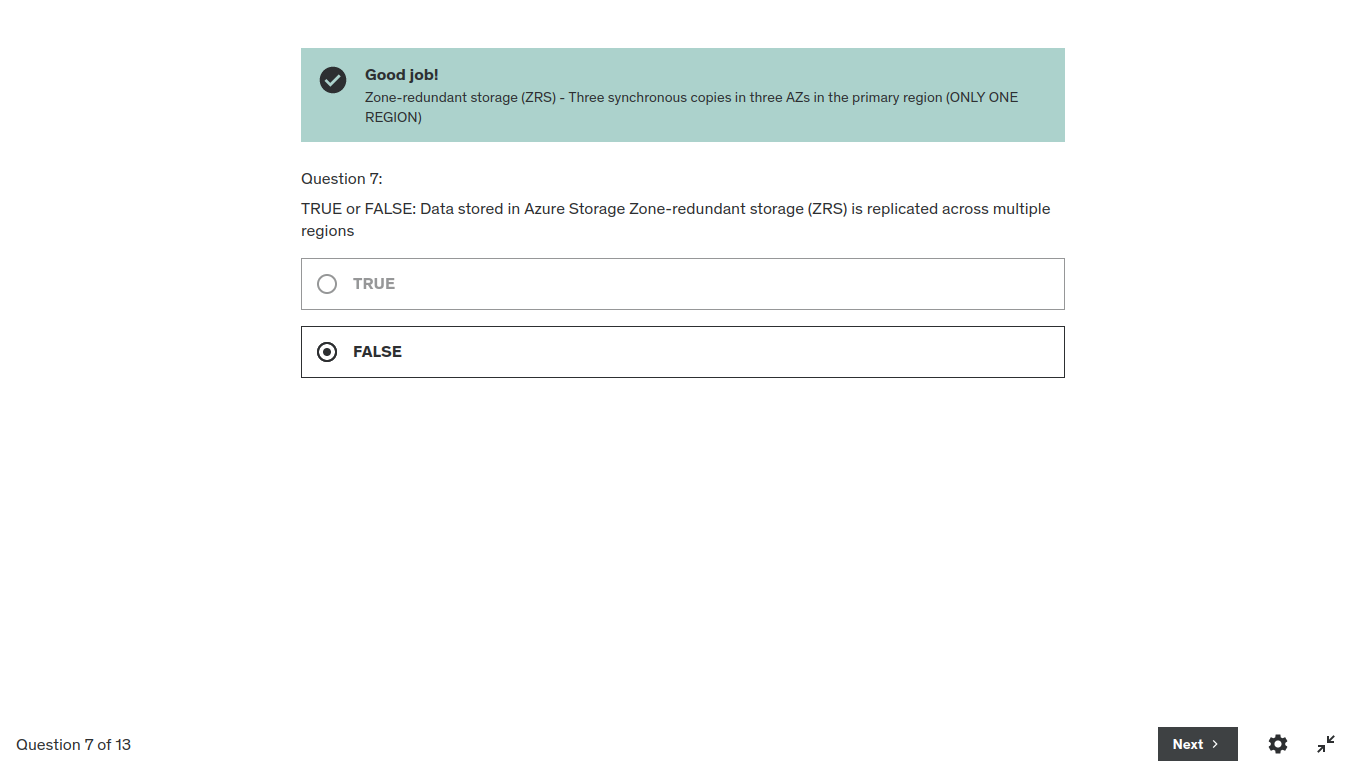 Good job!
Zone-redundant storage (ZRS) - Three synchronous copies in three AZs in the primary region (ONLY ONE
REGION)
Question 7:
TRUE or FALSE: Data stored in Azure Storage Zone-redundant storage (ZRS) is replicated across multiple
regions
TRUE
FALSE
Question 7 of 13
Next